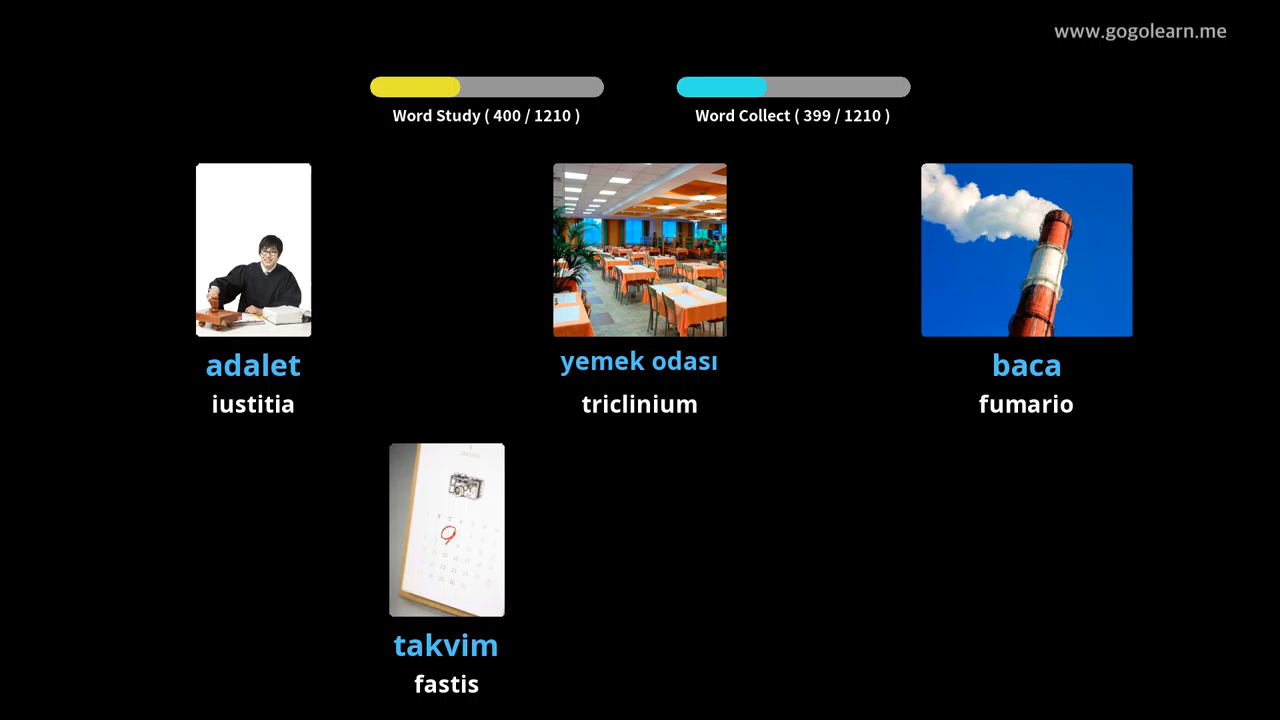 www.gogolearn.me
Word Study ( 400 / 1210 )
Word Collect ( 399 / 1210 )
adalet
iustitia
yemek odası
triclinium
baca
fumario
takvim
fastis